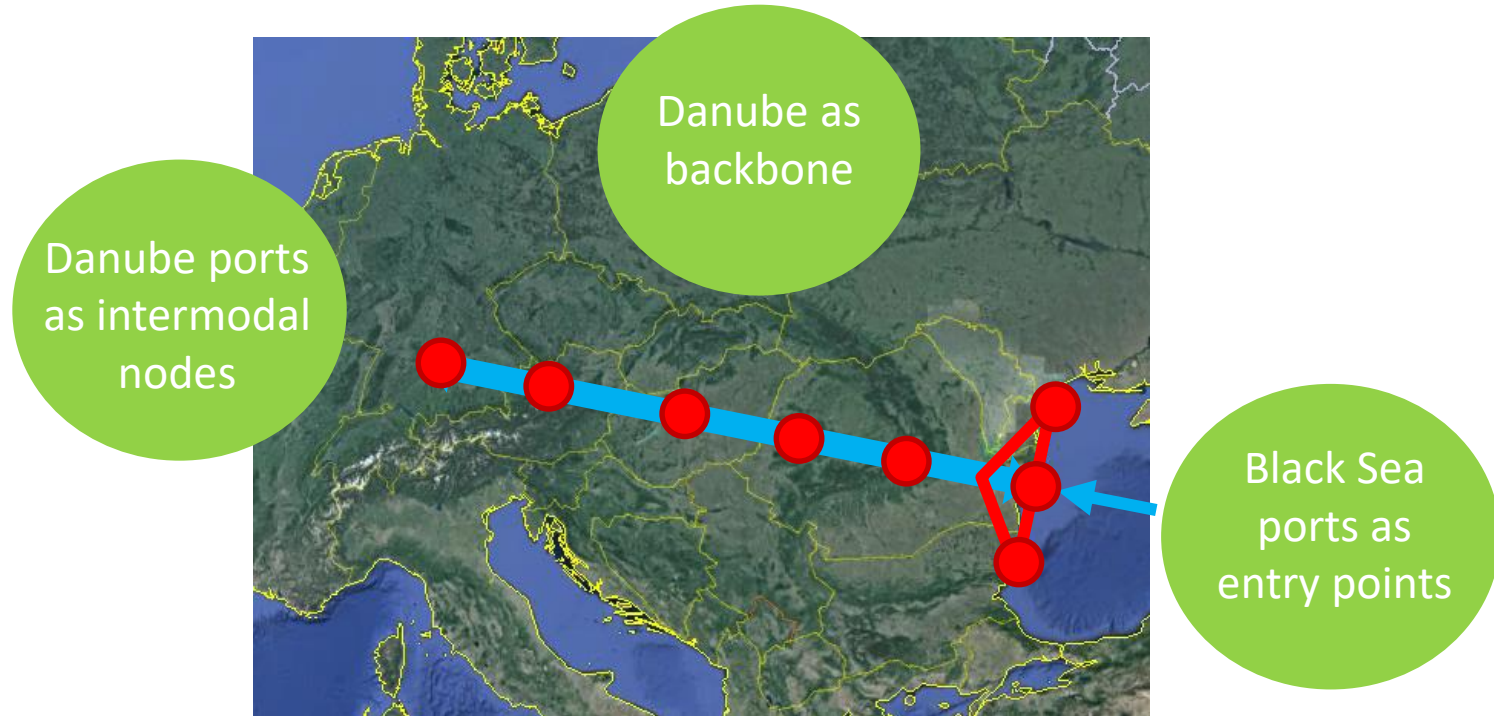 Danube as
backbone
Danube ports
as intermodal
nodes
Black Sea
ports as
entry points